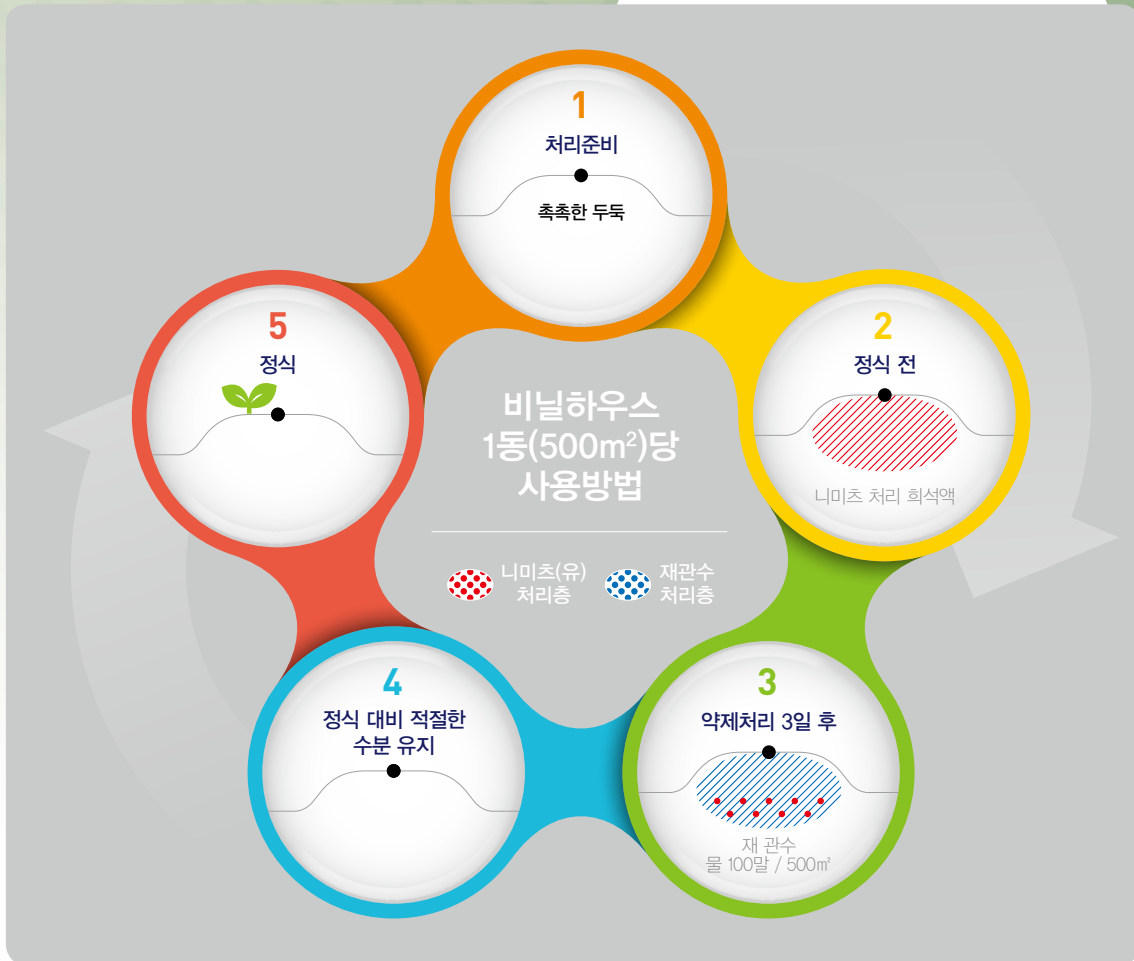 1
처리준비
촉촉한 두둑
2
정식 전
니미츠 처리 희석액
3
약제처리 3일 후
재 관수
물 100말 / 500㎡
4
정식 대비 적절한
수분 유지
5
정식
비닐하우스
1동(500m²)당
사용방법
니미츠(유)
처리층
재관수
처리층